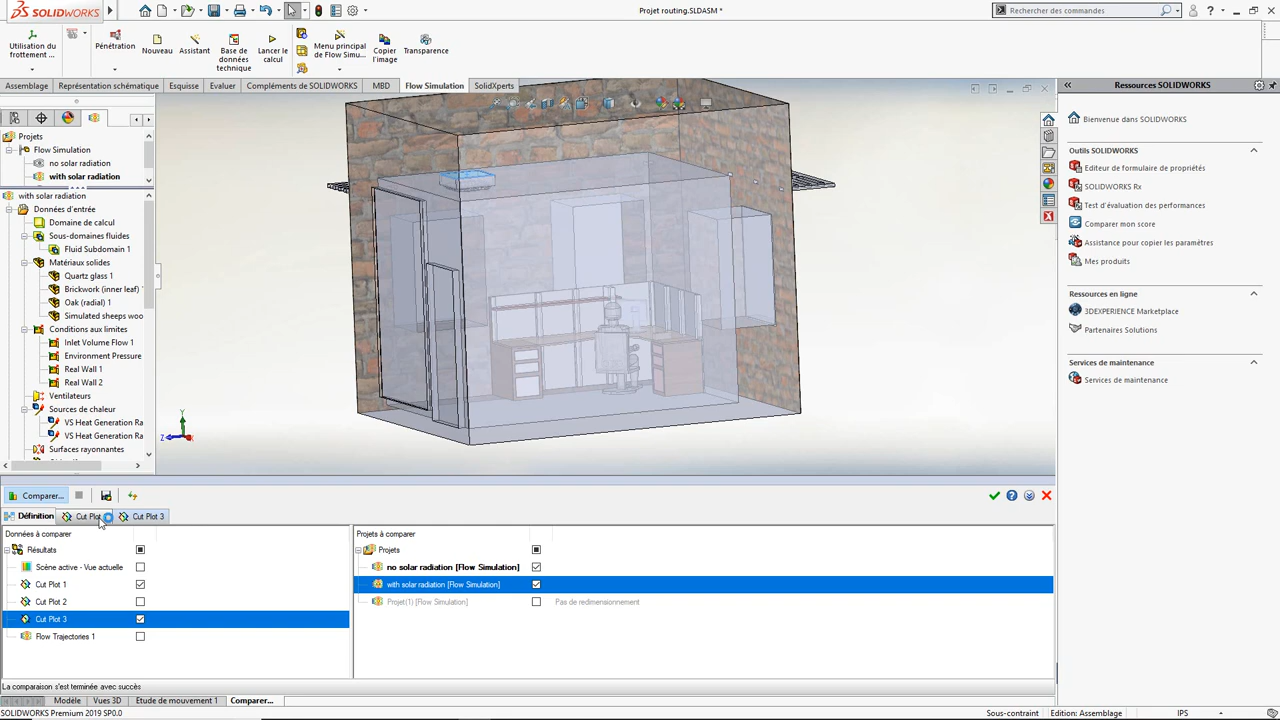 SOLIDWORKS
Projet routing.SLDASM *
Rechercher des commandes
Utilisation du frottement ...
Pénétration
Nouveau
Assistant
Base de données technique
Lancer le calcul
Menu principal de Flow Simu...
Copier l'image
Transparence
Assemblage
Représentation schématique
Esquisse
Evaluer
Compléments de SOLIDWORKS
MBD
Flow Simulation
SolidXperts
Projets
Flow Simulation
no solar radiation
with solar radiation
with solar radiation
Données d'entrée
Domaine de calcul
Sous-domaines fluides
Fluid Subdomain 1
Matériaux solides
Quartz glass 1
Brickwork (inner leaf)
Oak (radial) 1
Simulated sheeps woo
Conditions aux limites
Inlet Volume Flow 1
Environment Pressure
Real Wall 1
Real Wall 2
Ventilateurs
Sources de chaleur
VS Heat Generation Ra
VS Heat Generation Ra
Surfaces rayonnantes
Y
Z
X
Ressources SOLIDWORKS
Bienvenue dans SOLIDWORKS
Outils SOLIDWORKS
Editeur de formulaire de propriétés
SOLIDWORKS Rx
Test d'évaluation des performances
Comparer mon score
Assistance pour copier les paramètres
Mes produits
Ressources en ligne
3DEXPERIENCE Marketplace
Partenaires Solutions
Services de maintenance
Services de maintenance
Comparer...
Définition
Cut Plot
Cut Plot 3
Données à comparer
Résultats
Scène active - Vue actuelle
Cut Plot 1
Cut Plot 2
Cut Plot 3
Flow Trajectories 1
Projets à comparer
Projets
no solar radiation [Flow Simulation]
with solar radiation [Flow Simulation]
Projet(1) [Flow Simulation] Pas de redimensionnement
La comparaison s'est terminée avec succès
Modèle
Vues 3D
Etude de mouvement 1
Comparer...
SOLIDWORKS Premium 2019 SP0.0
Sous-contraint
Edition: Assemblage
IPS